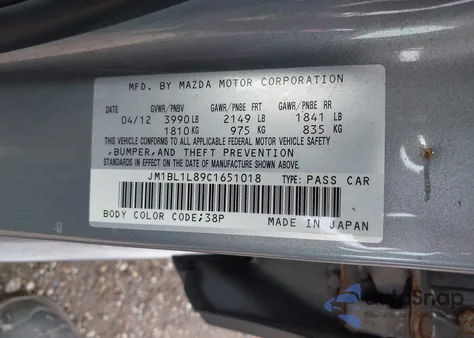 MFD. BY MAZDA MOTOR CORPORATION
DATE GVWR/PNBV GAWR/PNBE FRT GAWR/PNBE RR
04/12 3990 LB 2149 LB 1841 LB
1810 KG 975 KG 835 KG
THIS VEHICLE CONFORMS TO ALL APPLICABLE FEDERAL MOTOR VEHICLE SAFETY
,BUMPER,AND THEFT PREVENTION
STANDARDS IN EFFECT ON THE DATE OF MANUFACTURE SHOWN ABOVE.
JM1BL1L89C1651018 TYPE: PASS CAR
BODY COLOR CODE;38P MADE IN JAPAN
AutoSnap